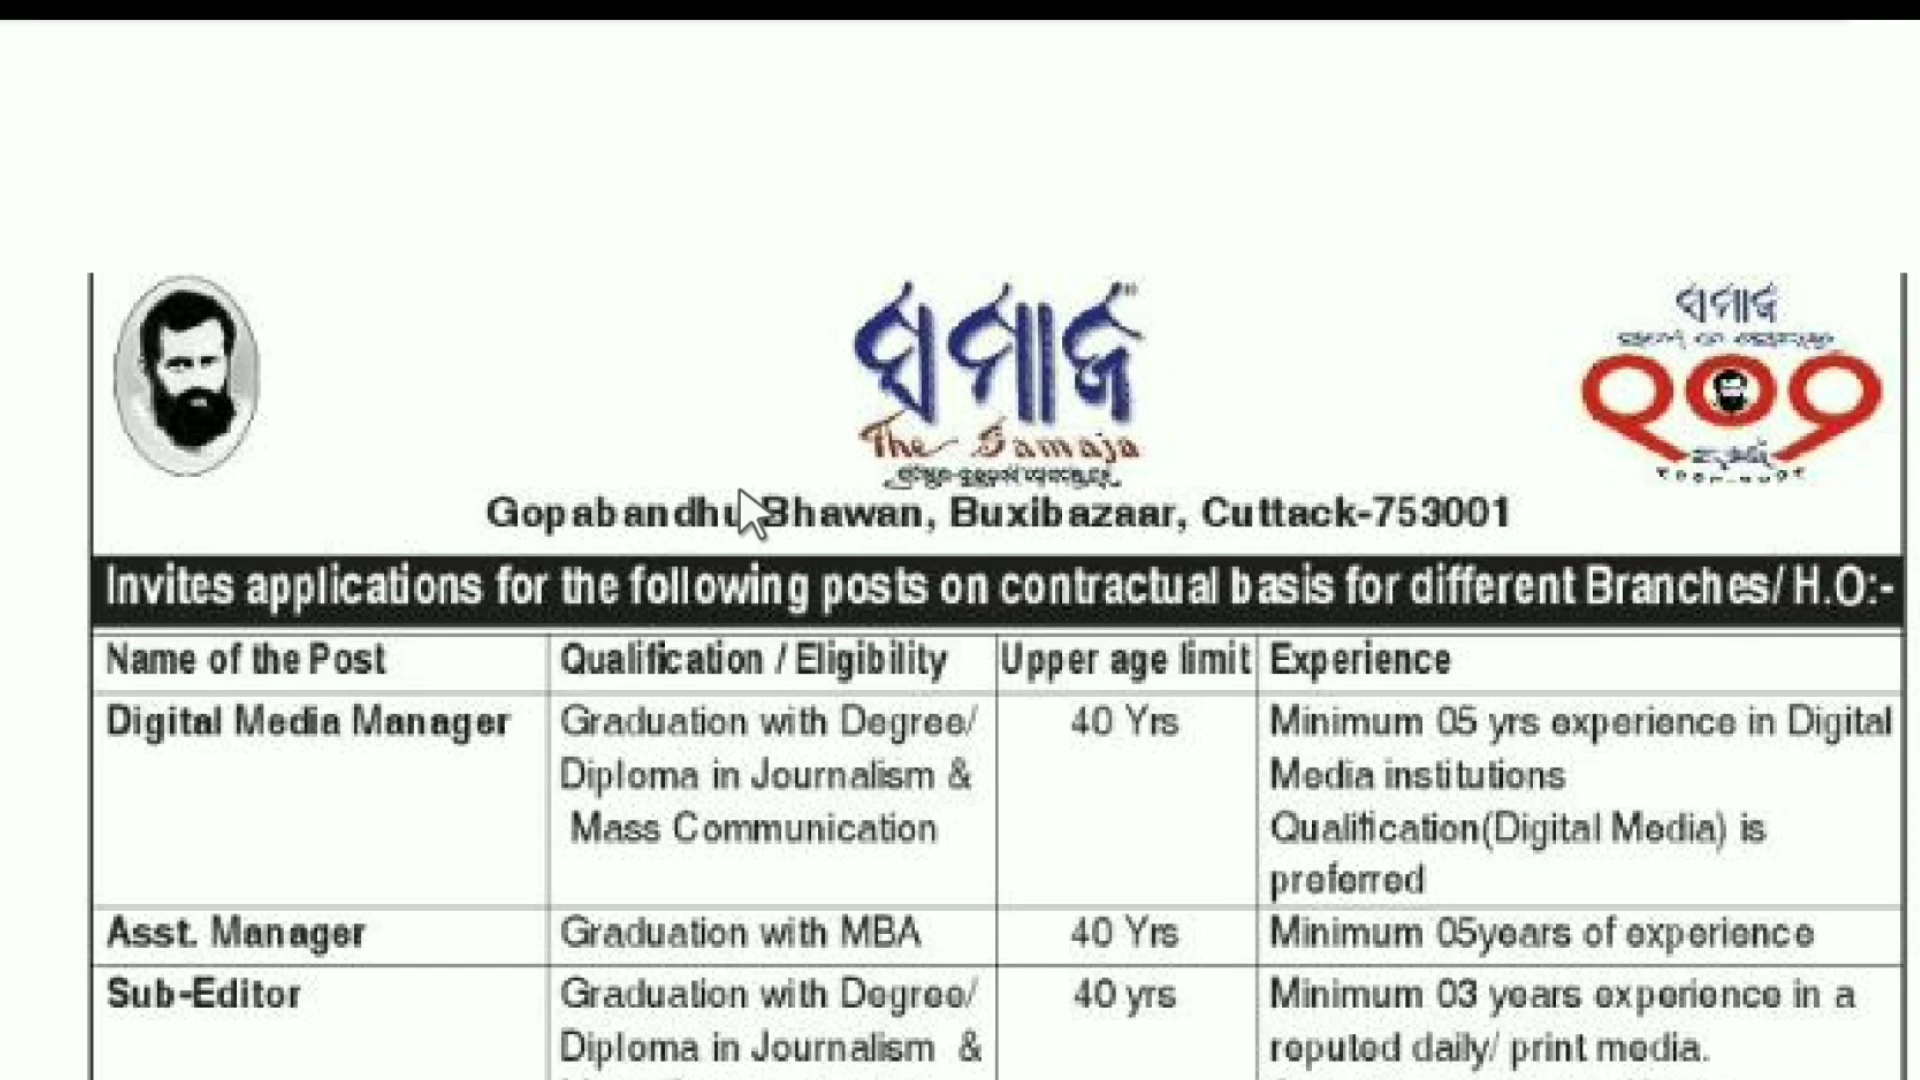 ସମାଜ
The Samaja
ସମାଜ
୧୦୨
Gopabandhu Bhawan, Buxibazaar, Cuttack-753001
Invites applications for the following posts on contractual basis for different Branches/ H.O:-
Name of the Post
Qualification / Eligibility
Upper age limit
Experience
Digital Media Manager
Graduation with Degree/
Diploma in Journalism &
Mass Communication
40 Yrs
Minimum 05 yrs experience in Digital
Media institutions
Qualification(Digital Media) is
preferred
Asst. Manager
Graduation with MBA
40 Yrs
Minimum 05years of experience
Sub-Editor
Graduation with Degree/
Diploma in Journalism &
40 yrs
Minimum 03 years experience in a
reputed daily/ print media.